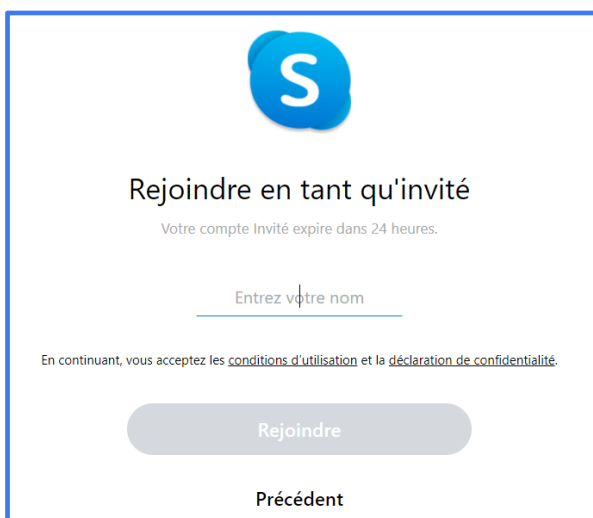 S
Rejoindre en tant qu'invité
Votre compte Invité expire dans 24 heures.
Entrez votre nom
En continuant, vous acceptez les conditions d'utilisation et la déclaration de confidentialité.
Rejoindre
Précédent